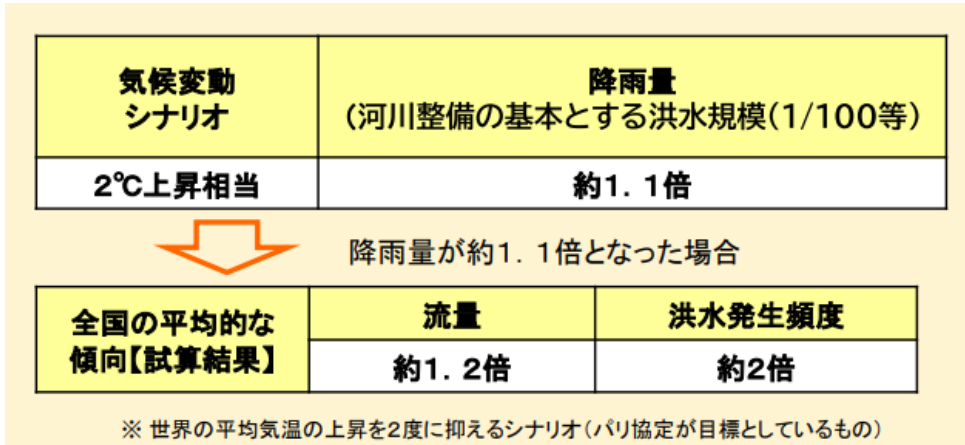 気候変動
シナリオ
降雨量
(河川整備の基本とする洪水規模(1/100等)
2℃上昇相当
約1．1倍
降雨量が約1．1倍となった場合
全国の平均的な
傾向【試算結果】
流量
洪水発生頻度
約1．2倍
約2倍
※ 世界の平均気温の上昇を2度に抑えるシナリオ(パリ協定が目標としているもの)